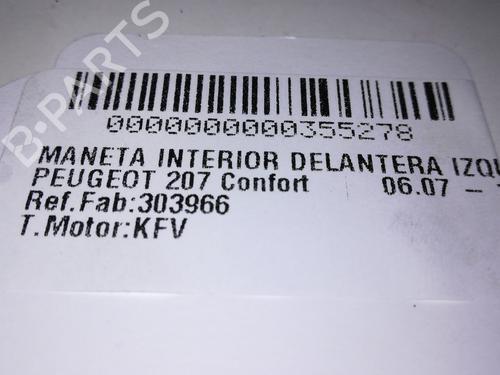 B-PARTS
0000000000355278
MANETA INTERIOR DELANTERA IZQU
PEUGEOT 207 Confort 06.07 -
Ref.Fab:303966
T.Motor:KFV